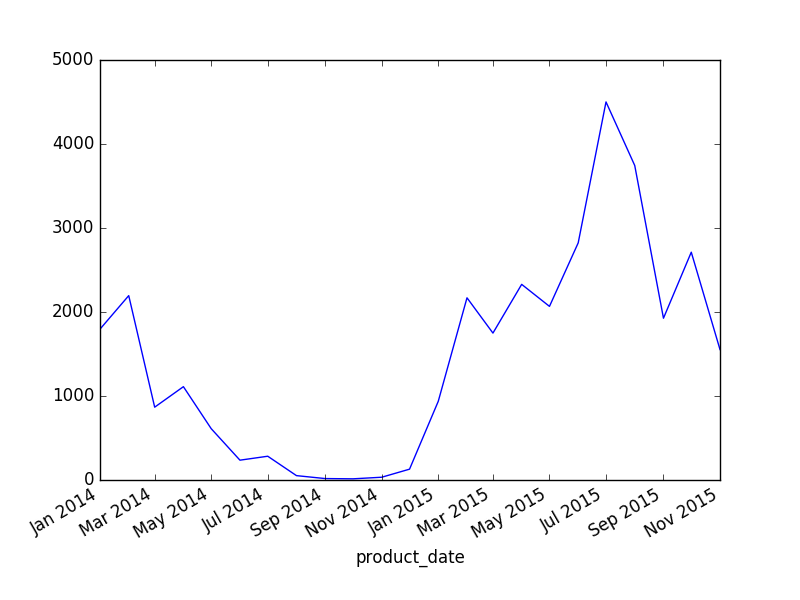 5000
4000
3000
2000
1000
0
Jan 2014
Mar 2014
May 2014
Jul 2014
Sep 2014
Nov 2014
Jan 2015
Mar 2015
May 2015
Jul 2015
Sep 2015
Nov 2015
product_date